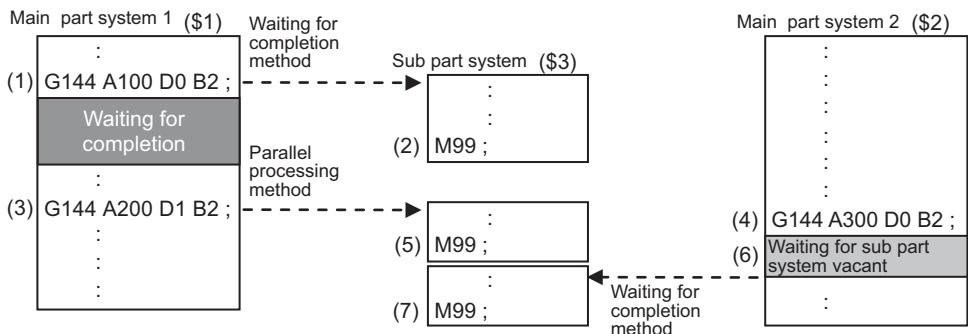 Main part system 1 ($1)
:
(1) G144 A100 D0 B2 ;
Waiting for
completion
:
(3) G144 A200 D1 B2 ;
:
:
:
Waiting for
completion
method
Parallel
processing
method
Sub part system ($3)
:
:
(2) M99 ;
:
(5) M99 ;
:
(7) M99 ;
Waiting for
completion
method
Main part system 2 ($2)
:
:
:
:
:
:
(4) G144 A300 D0 B2 ;
(6) Waiting for sub part
system vacant
: